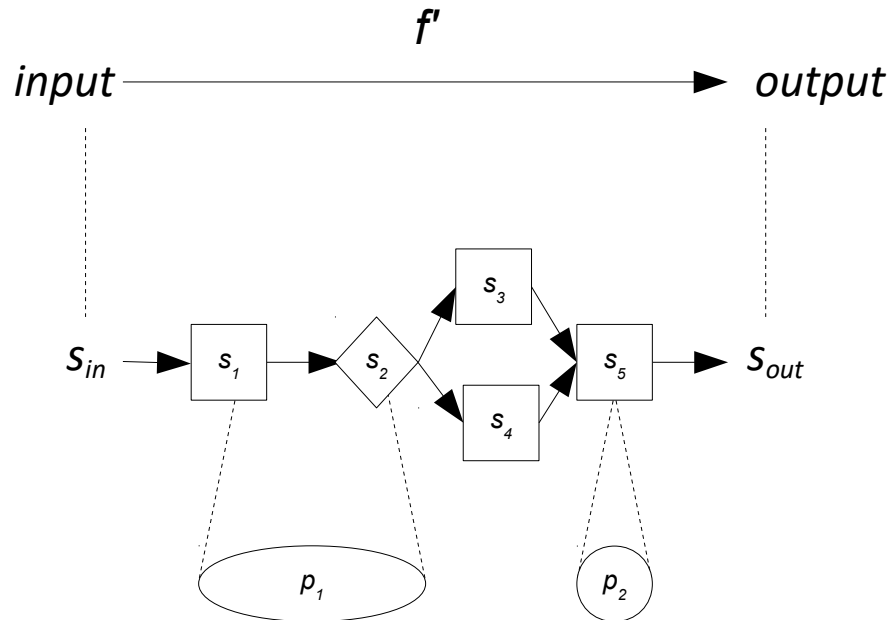 f'
input output
s_in s_1 s_2 s_3 s_4 s_5 s_out
p_1 p_2